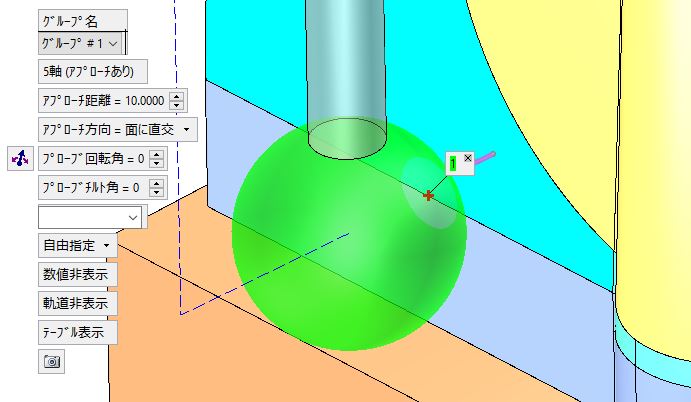 ｸﾞﾙｰﾌﾟ名
ｸﾞﾙｰﾌﾟ #1
5軸 (ｱﾌﾟﾛｰﾁあり)
ｱﾌﾟﾛｰﾁ距離 = 10.0000
ｱﾌﾟﾛｰﾁ方向 = 面に直交
ﾌﾟﾛｰﾌﾞ回転角 = 0
ﾌﾟﾛｰﾌﾞﾁﾙﾄ角 = 0
自由指定
数値非表示
軌道非表示
ﾃｰﾌﾞﾙ表示
1